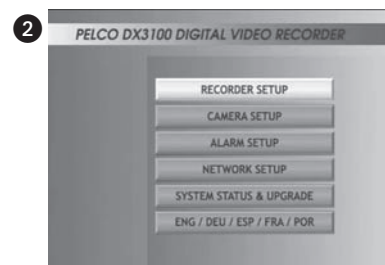 2
PELCO DX3100 DIGITAL VIDEO RECORDER
RECORDER SETUP
CAMERA SETUP
ALARM SETUP
NETWORK SETUP
SYSTEM STATUS & UPGRADE
ENG / DEU / ESP / FRA / POR